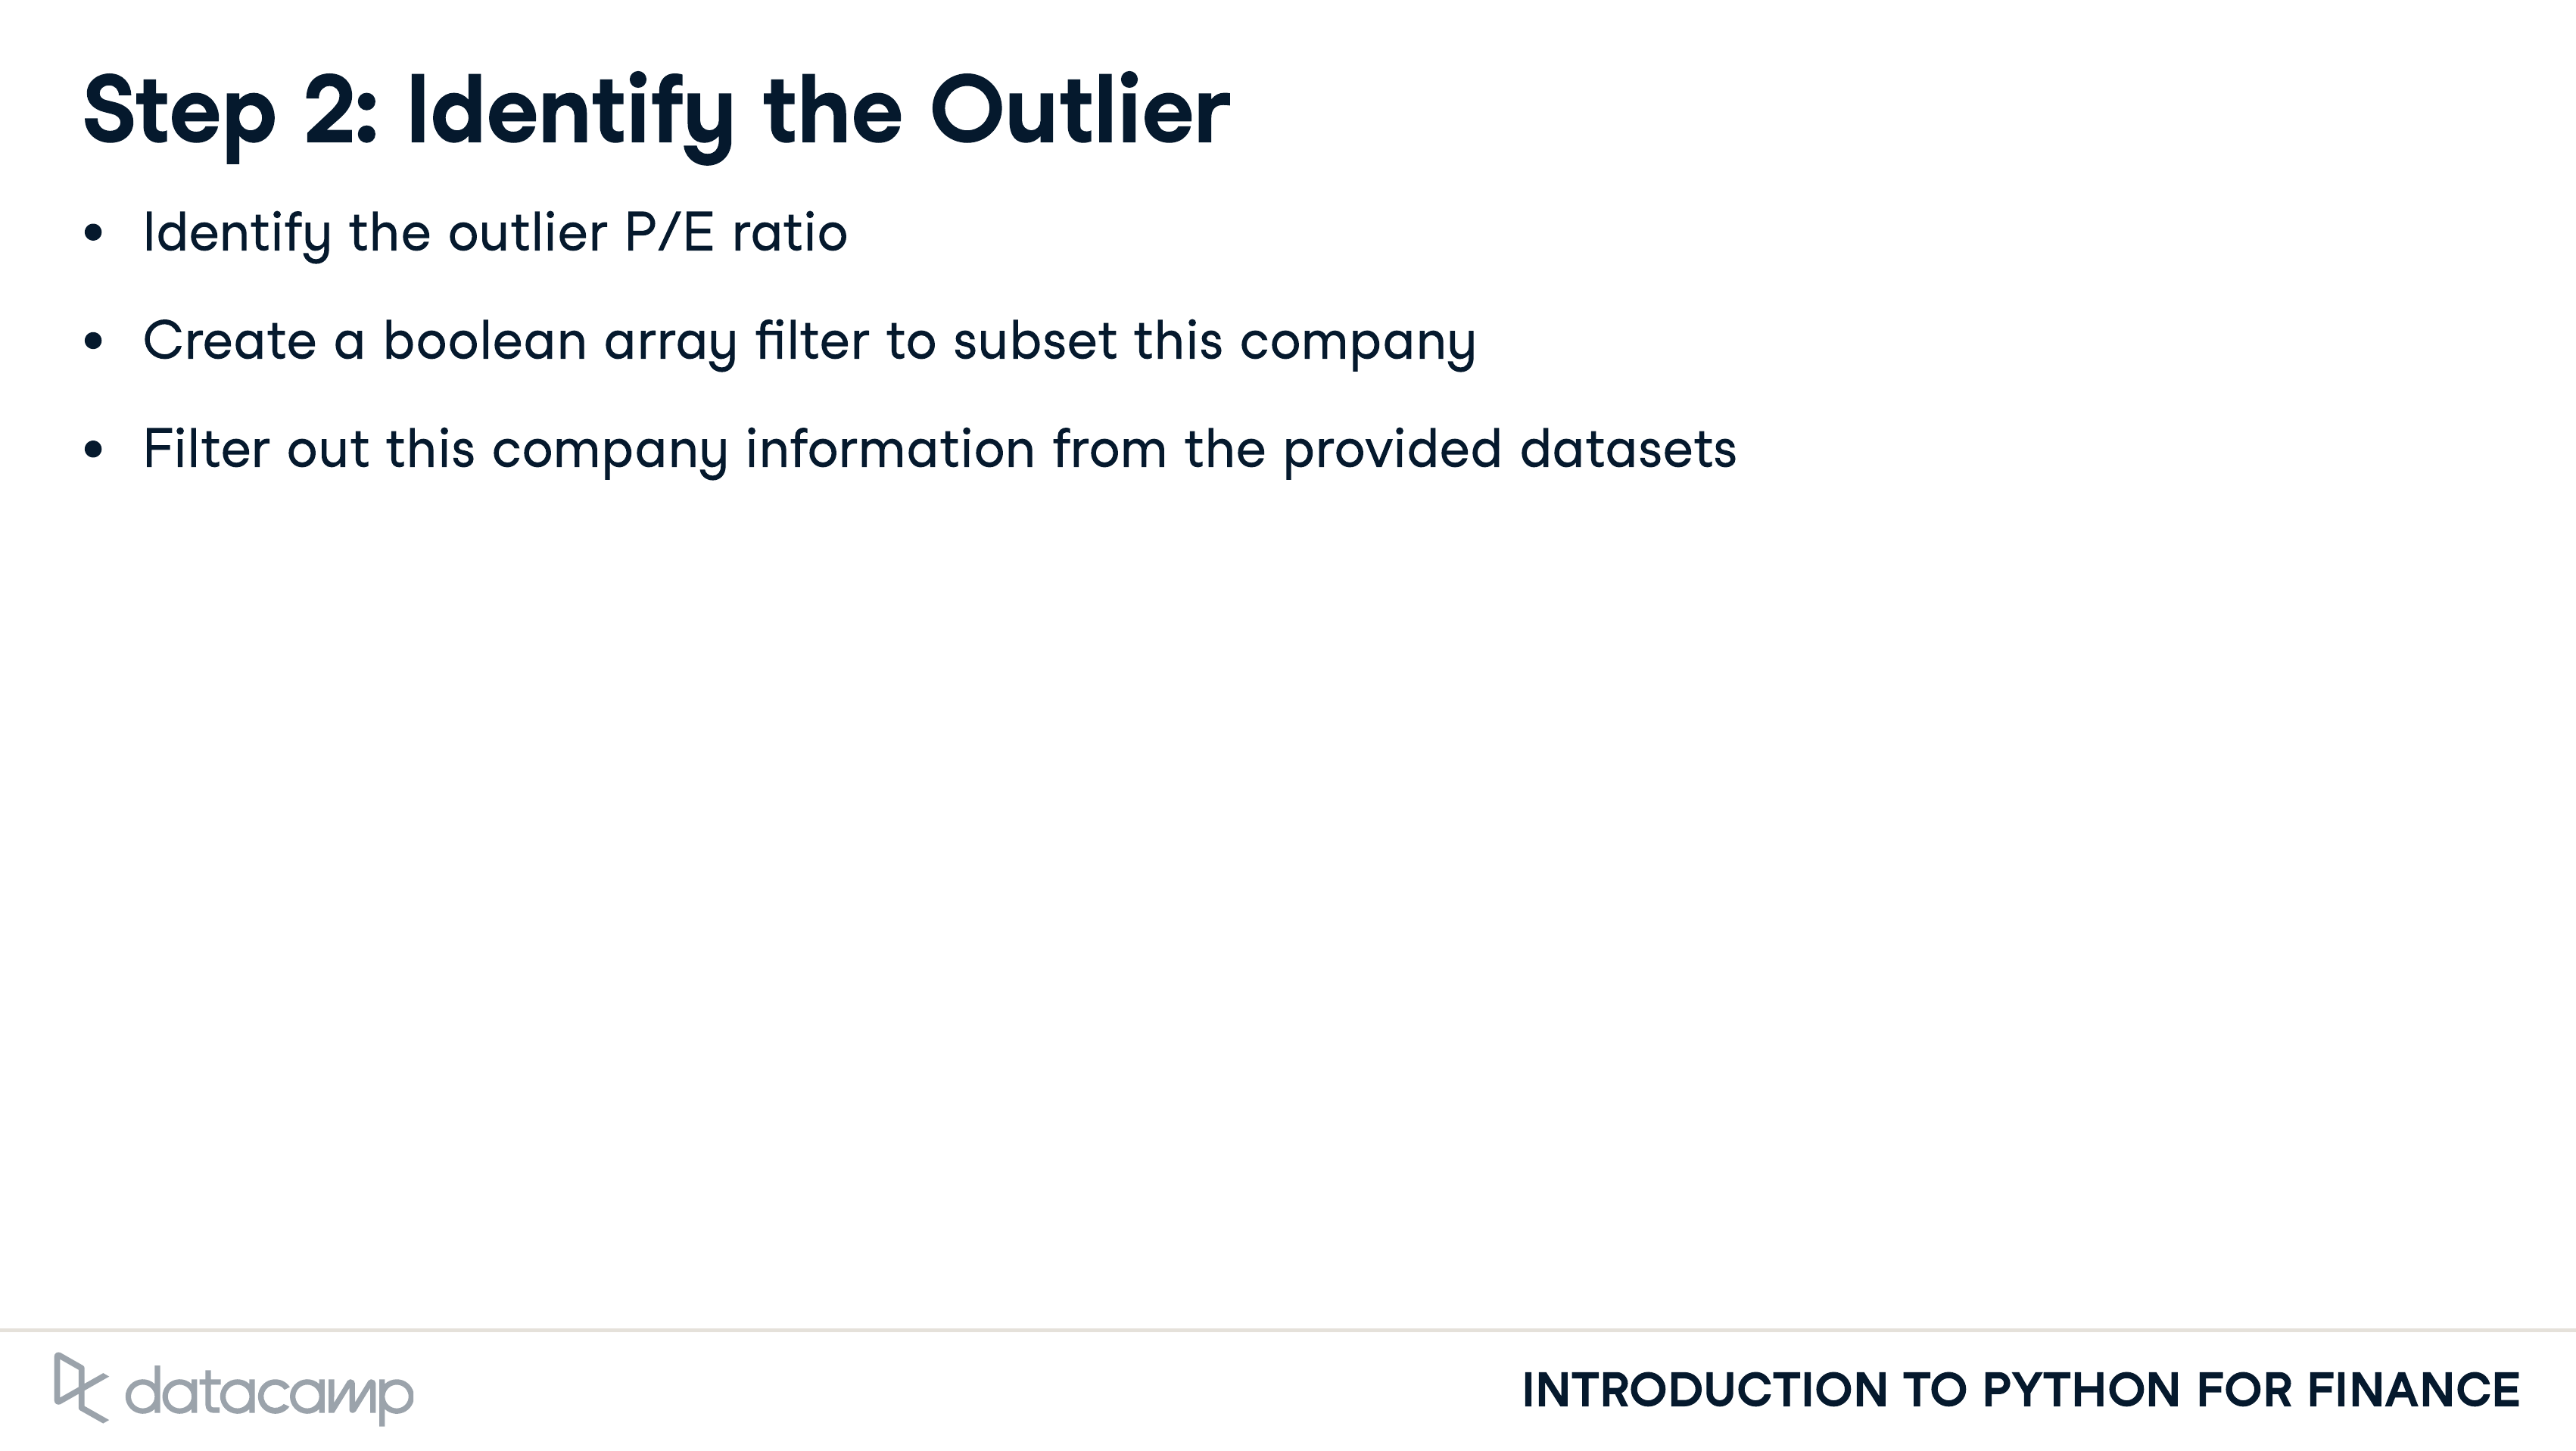 Step 2: Identify the Outlier
• Identify the outlier P/E ratio
• Create a boolean array filter to subset this company
• Filter out this company information from the provided datasets
datacamp
INTRODUCTION TO PYTHON FOR FINANCE